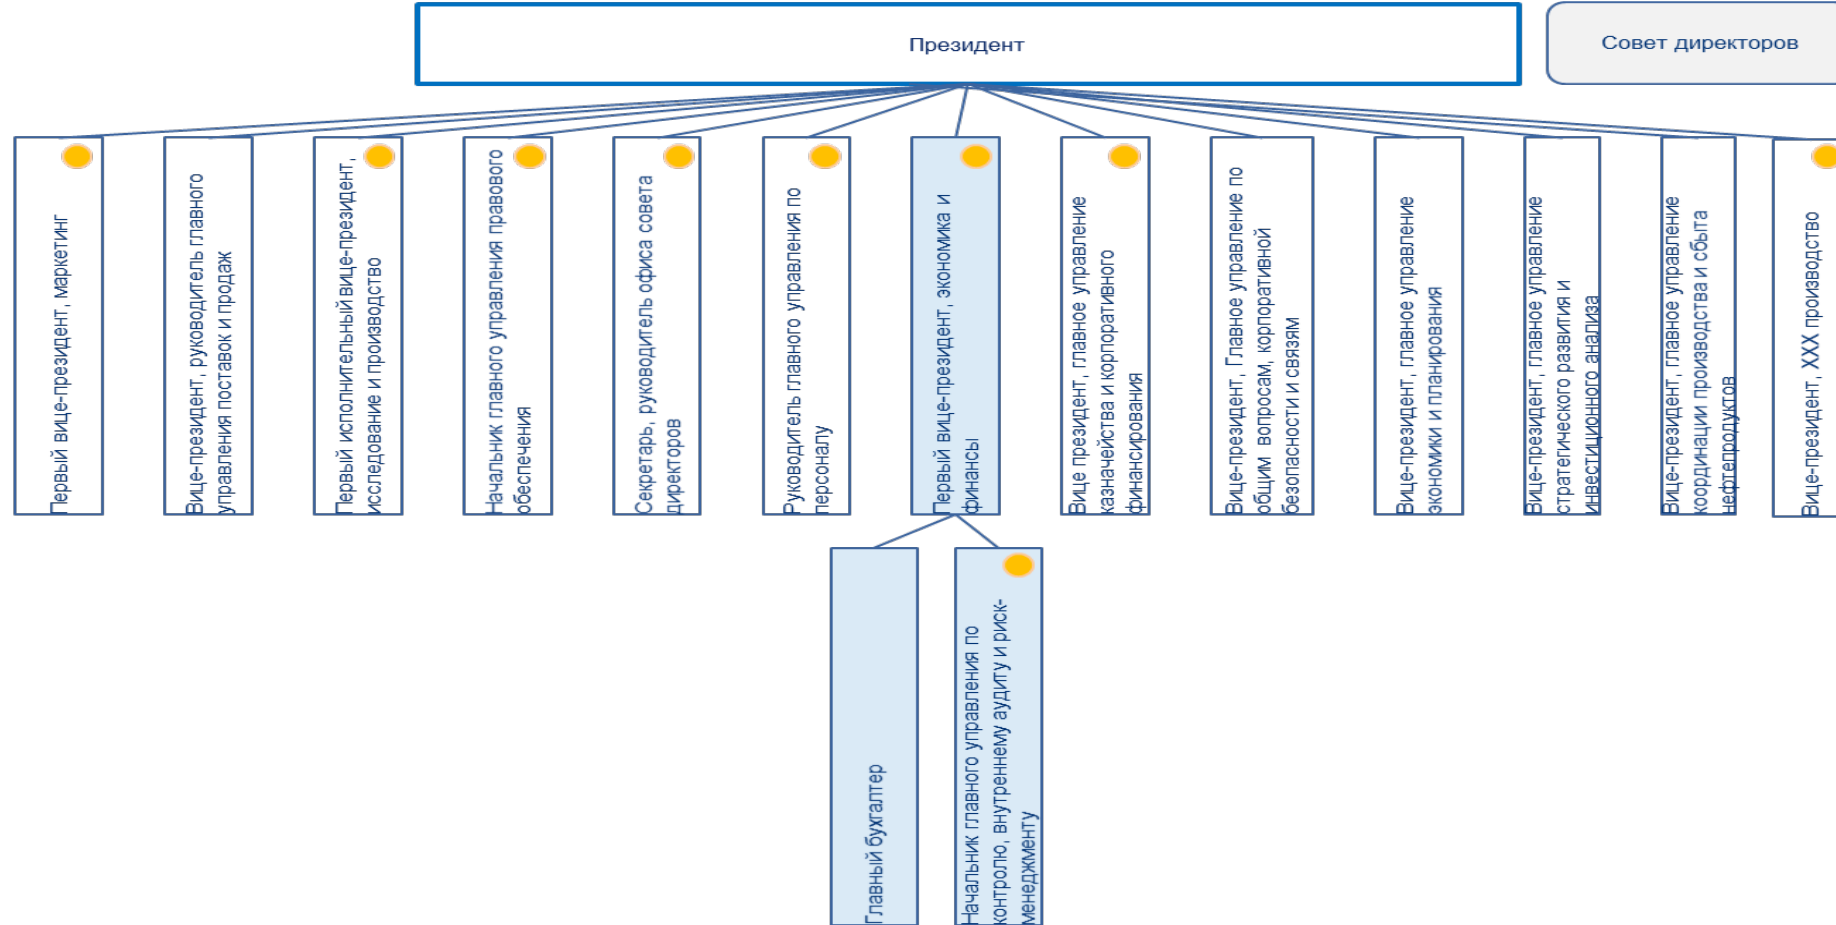 Президент
Совет директоров
Первый вице-президент, маркетинг
Вице-президент, руководитель главного
управления поставок и продаж
Первый исполнительный вице-президент,
исследование и производство
Начальник главного управления правового
обеспечения
Секретарь, руководитель офиса совета
директоров
Руководитель главного управления по
персоналу
Первый вице-президент, экономика и
финансы
Вице президент, главное управление
казначейства и корпоративного
финансирования
Вице-президент, Главное управление по
общим вопросам, корпоративной
безопасности и связям
Вице-президент, главное управление
экономики и планирования
Вице-президент, главное управление
стратегического развития и
инвестиционного анализа
Вице-президент, главное управление
координации производства и сбыта
нефтепродуктов
Вице-президент, ХХХ производство
Главный бухгалтер
Начальник главного управления по
контролю, внутреннему аудиту и риск-
менеджменту